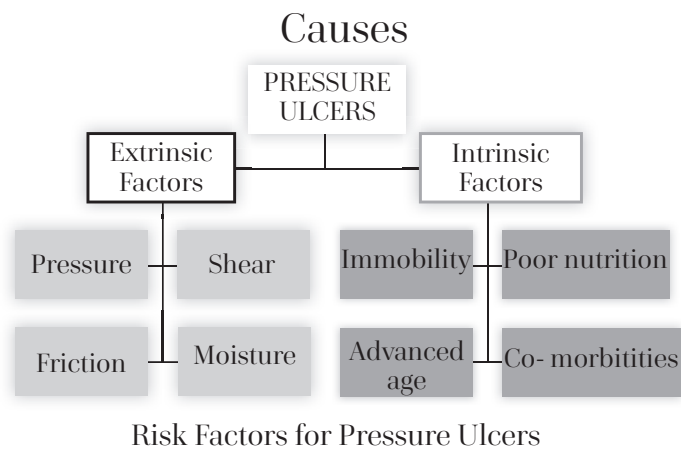 Causes
PRESSURE
ULCERS
Extrinsic
Factors
Intrinsic
Factors
Pressure
Shear
Immobility
Poor nutrition
Friction
Moisture
Advanced
age
Co- morbitities
Risk Factors for Pressure Ulcers